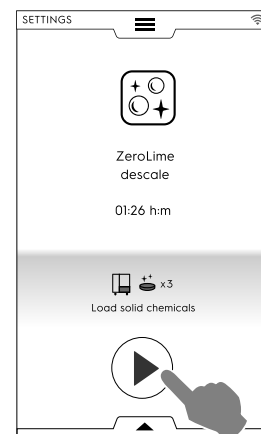 SETTINGS
ZeroLime
descale
01:26 h:m
x3
Load solid chemicals